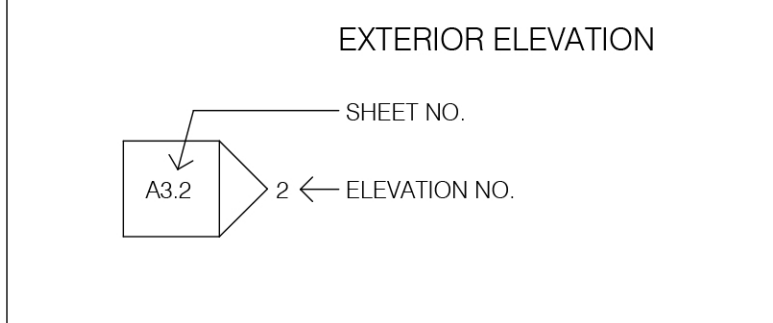 EXTERIOR ELEVATION
SHEET NO.
A3.2
2
ELEVATION NO.